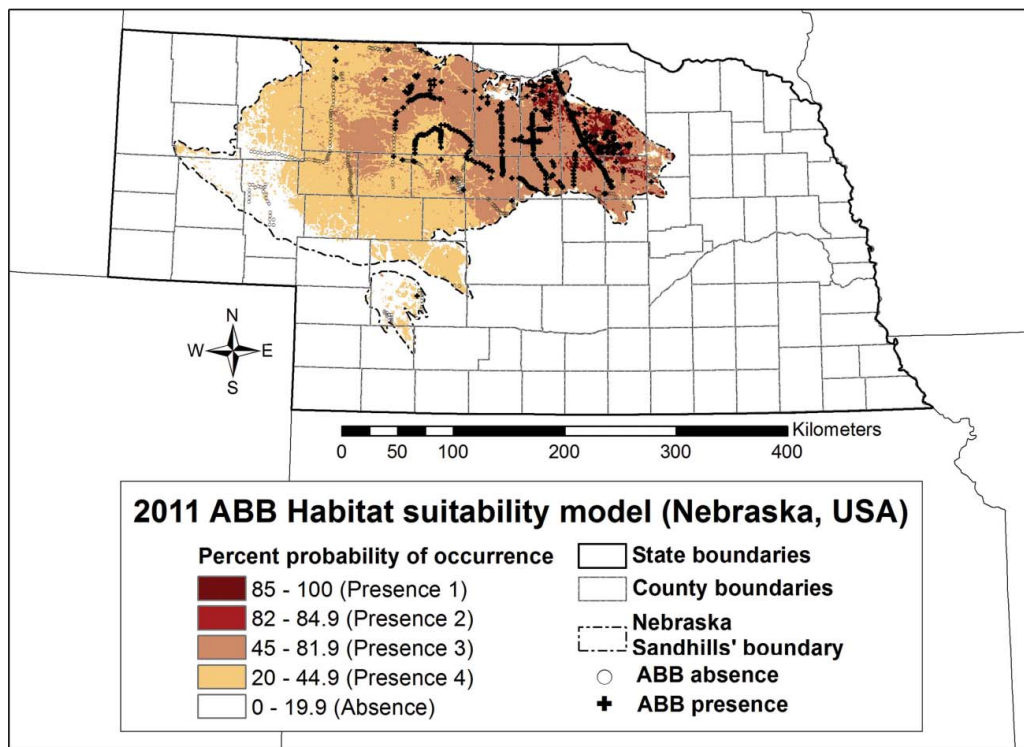 N
W E
S
Kilometers
0 50 100 200 300 400
2011 ABB Habitat suitability model (Nebraska, USA)
Percent probability of occurrence
85 - 100 (Presence 1)
82 - 84.9 (Presence 2)
45 - 81.9 (Presence 3)
20 - 44.9 (Presence 4)
0 - 19.9 (Absence)
State boundaries
County boundaries
Nebraska
Sandhills' boundary
ABB absence
ABB presence